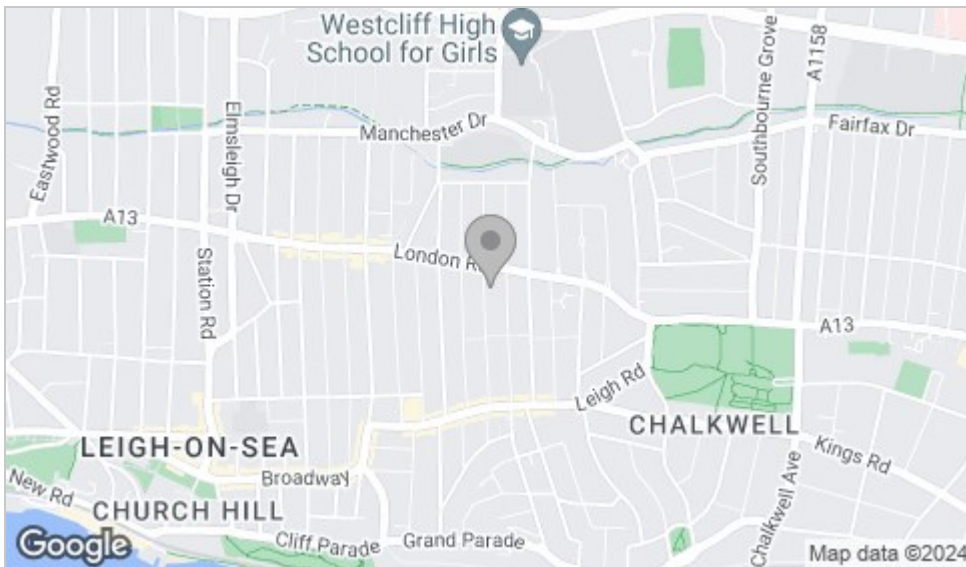 Westcliff High
School for Girls
Eastwood Rd
Elmsleigh Dr
Manchester Dr
Southbourne Grove
A1158
Fairfax Dr
A13
Station Rd
London R
A13
Leigh Rd
CHALKWELL
LEIGH-ON-SEA
Broadway
Kings Rd
New Rd
CHURCH HILL
Cliff Parade
Grand Parade
Chalkwell Ave
Google
Map data ©2024